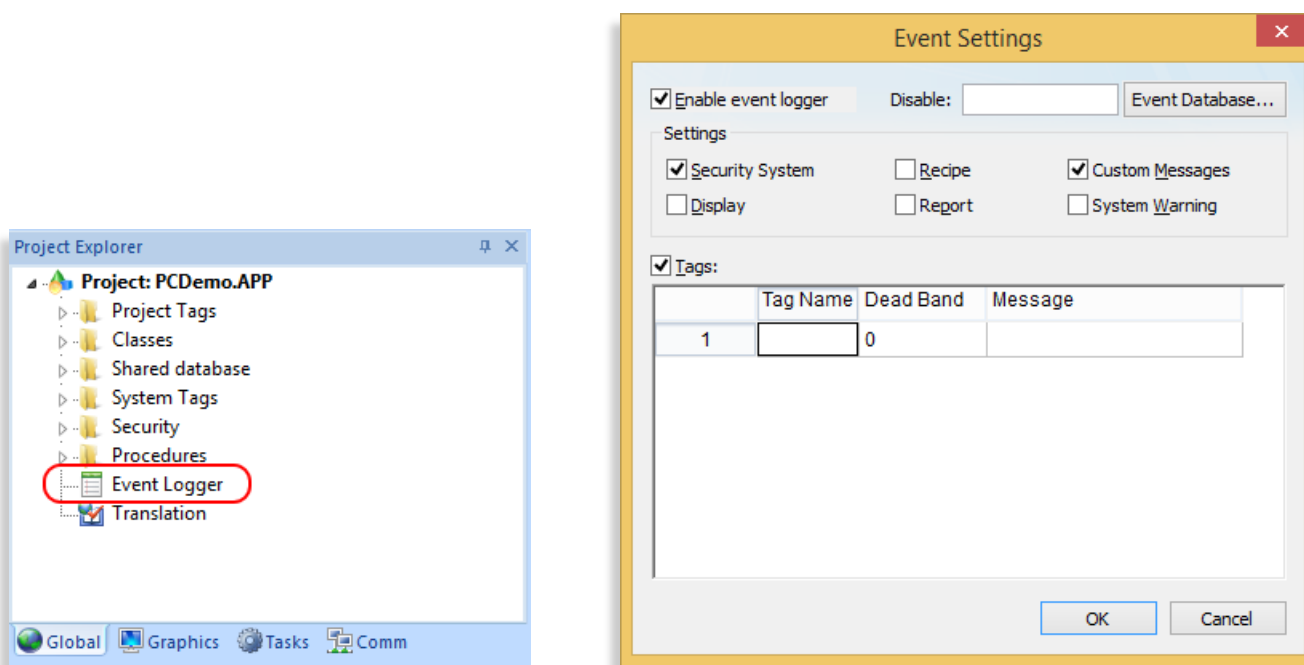 Project Explorer
Project: PCDemo.APP
Project Tags
Classes
Shared database
System Tags
Security
Procedures
Event Logger
Translation
Global Graphics Tasks Comm
Event Settings
Enable event logger Disable: Event Database...
Settings
Security System Recipe Custom Messages
Display Report System Warning
Tags:
Tag Name Dead Band Message
1 0
OK Cancel